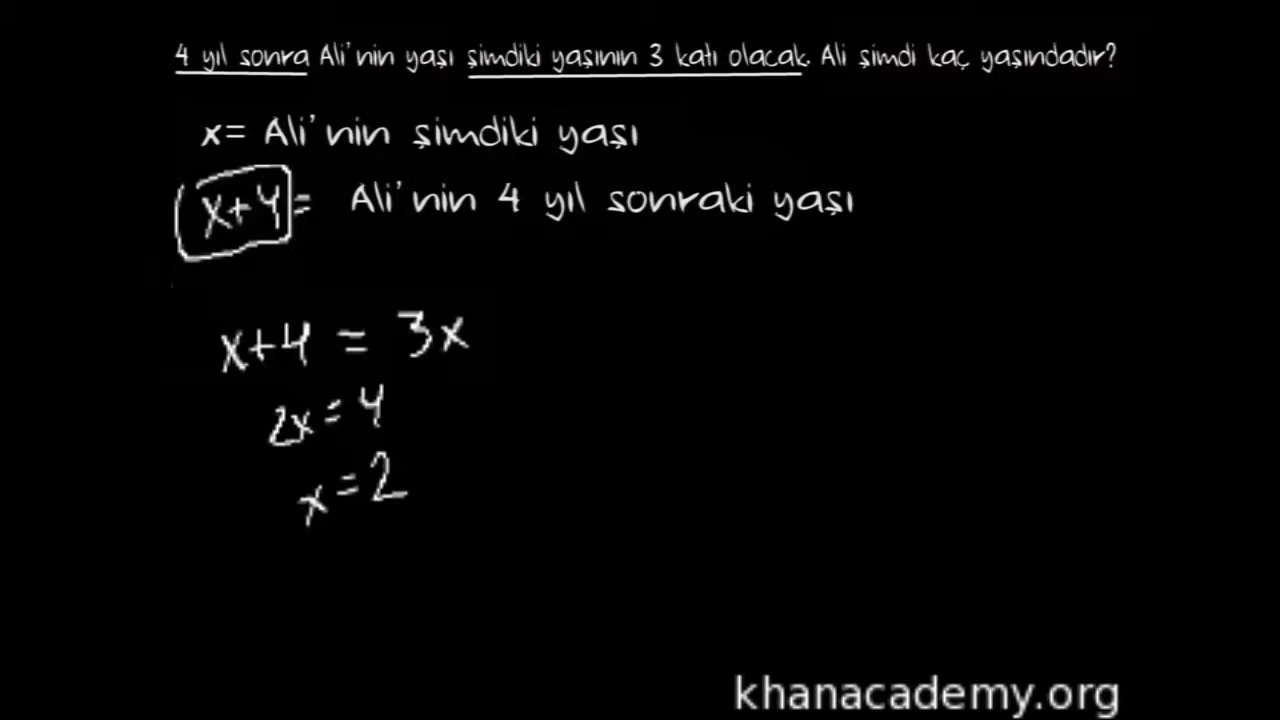 4 yıl sonra Ali'nin yaşı şimdiki yaşının 3 katı olacak. Ali şimdi kaç yaşındadır?
x= Ali'nin şimdiki yaşı
x+4= Ali'nin 4 yıl sonraki yaşı
x+4 = 3x
2x=4
x=2
khanacademy.org